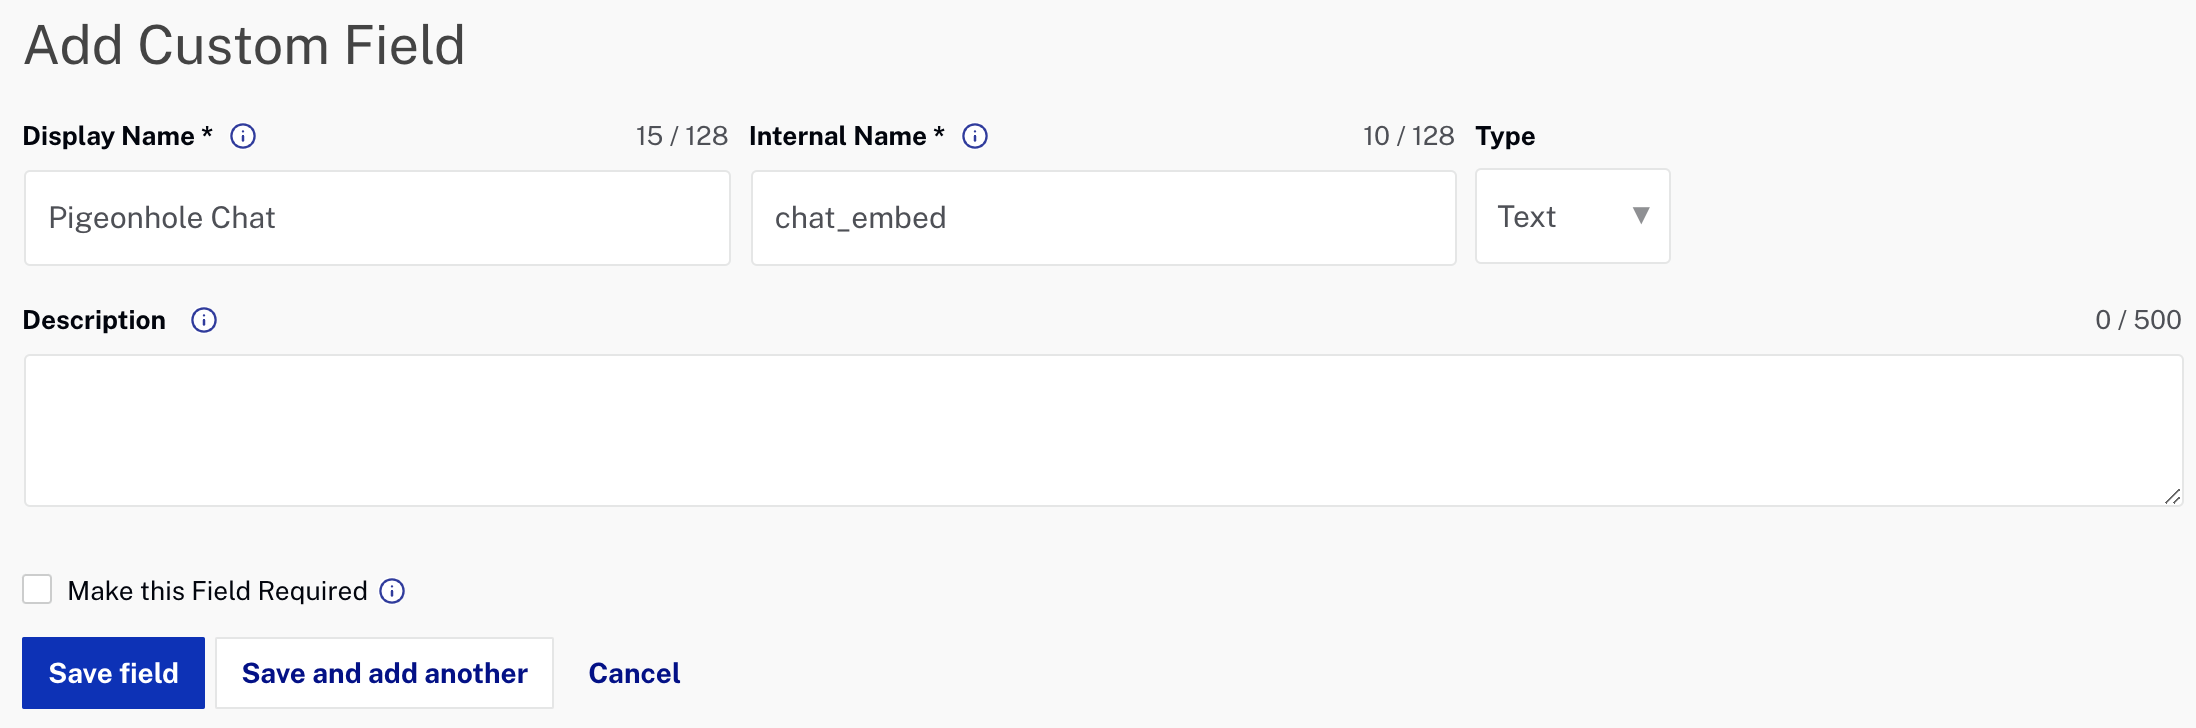 Add Custom Field
Display Name * 15 / 128 Internal Name * 10 / 128 Type
Pigeonhole Chat chat_embed Text
Description 0 / 500
Make this Field Required
Save field Save and add another Cancel